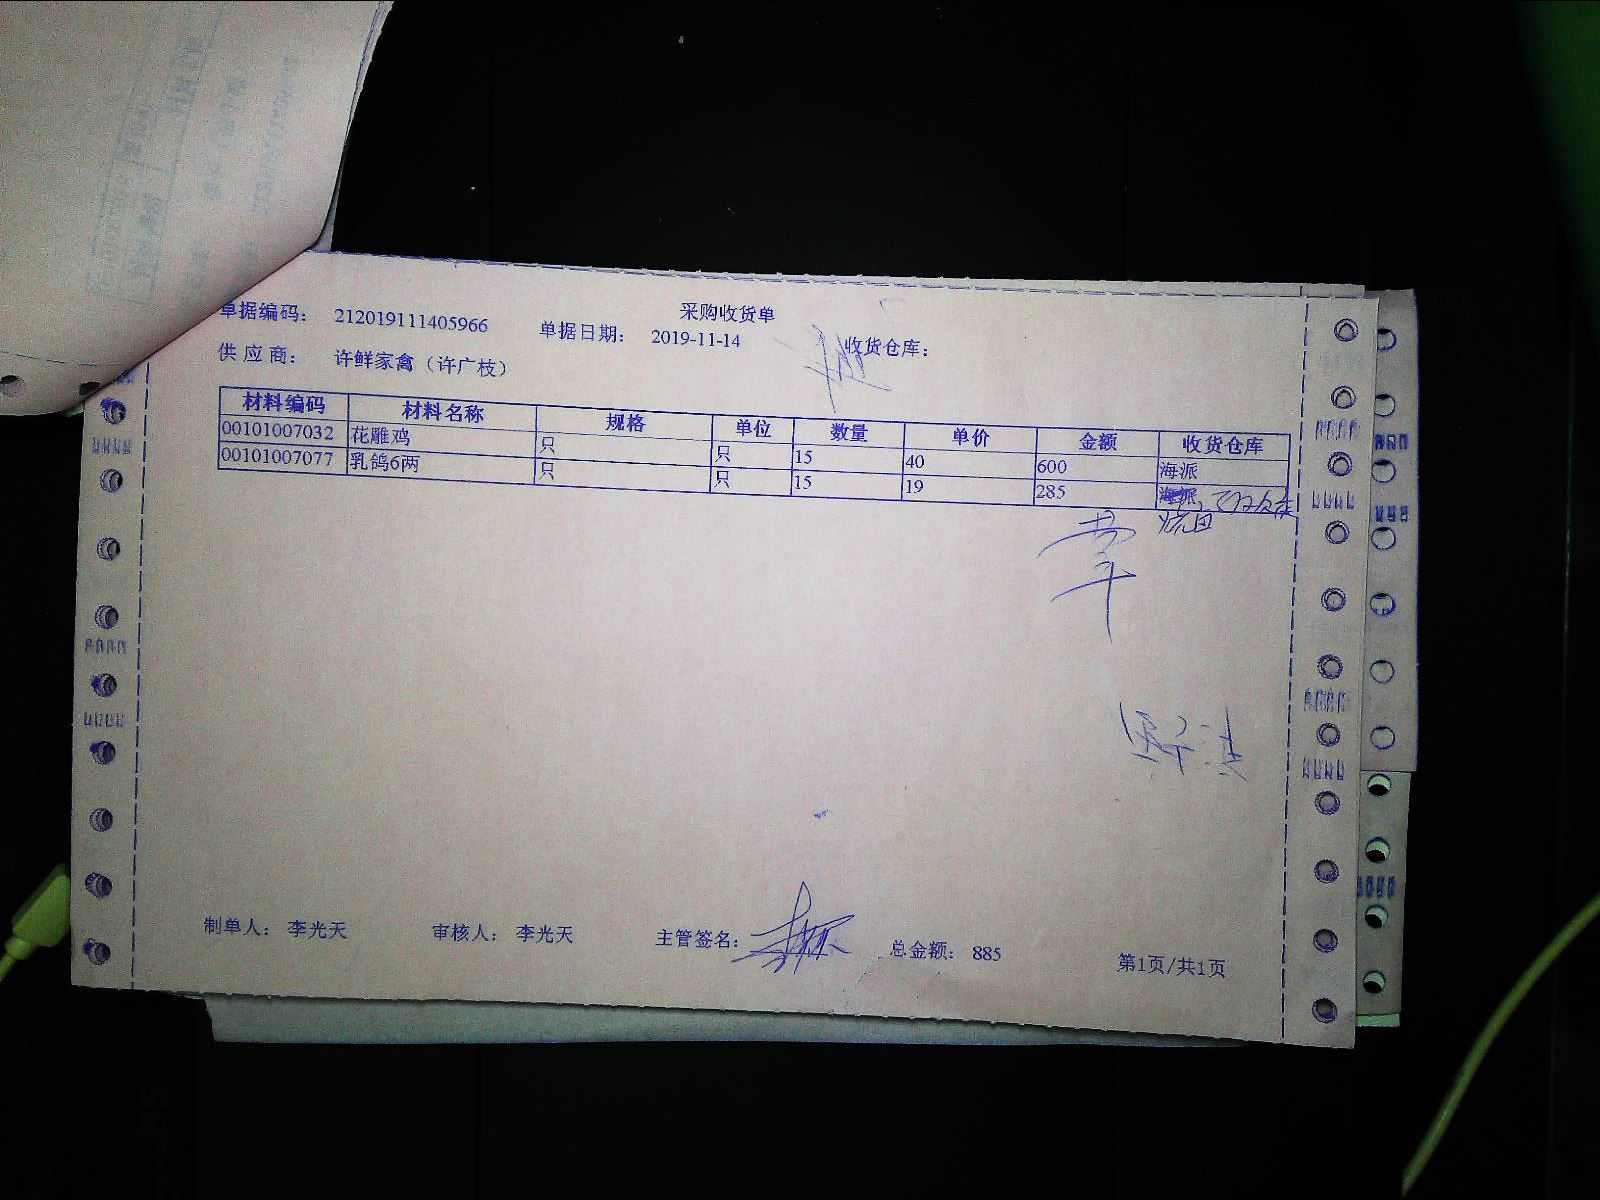 采购收货单
单据编码： 212019111405966 单据日期： 2019-11-14 收货仓库：
供应商： 许鲜家禽（许广枝）
材料编码 材料名称 规格 单位 数量 单价 金额 收货仓库
00101007032 花雕鸡 只 只 15 40 600 海派
00101007077 乳鸽6两 只 只 15 19 285 海派
制单人： 李光天 审核人： 李光天 主管签名： 总金额： 885 第1页/共1页